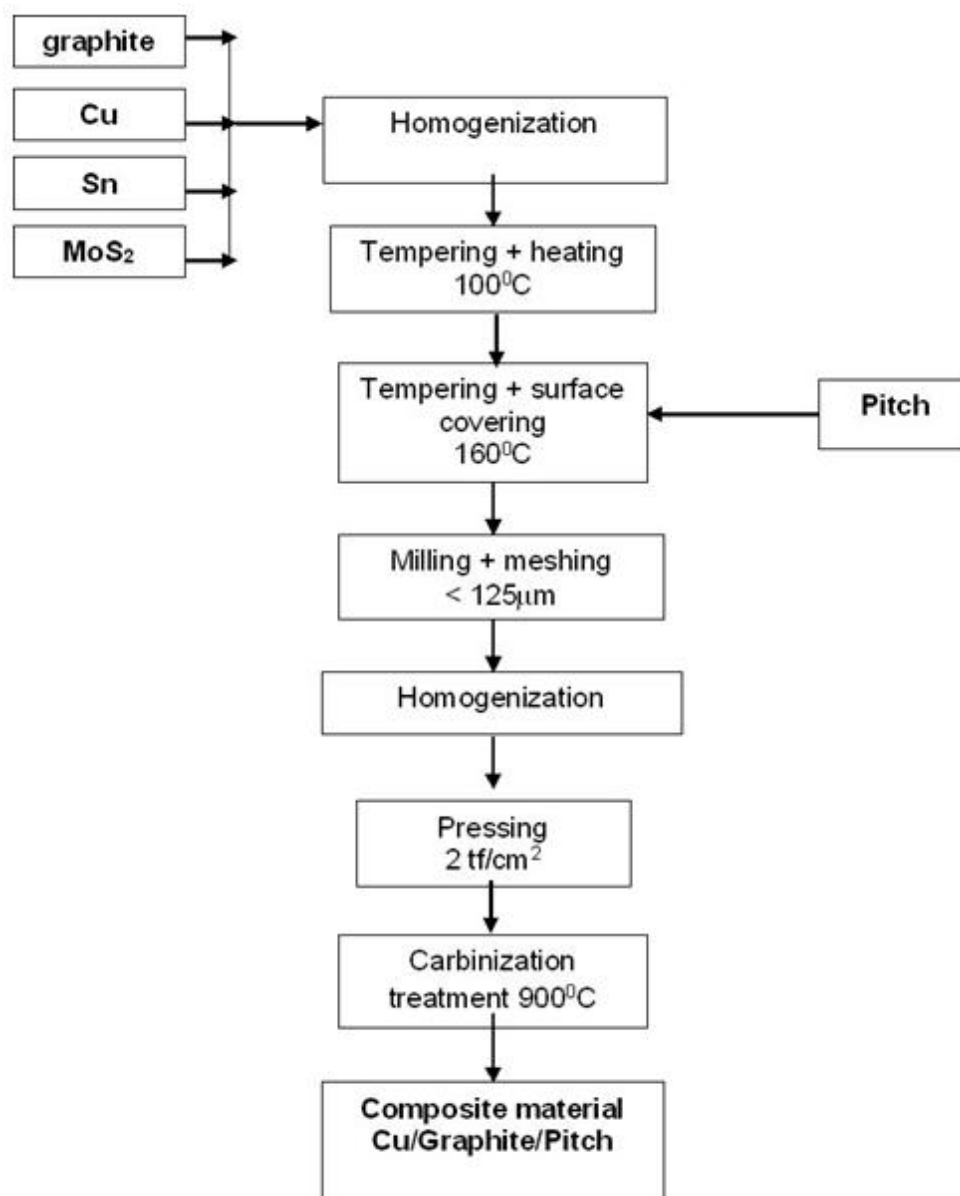 graphite
Cu
Sn
MoS₂
Homogenization
Tempering + heating
100⁰C
Tempering + surface
covering
160⁰C
Pitch
Milling + meshing
< 125μm
Homogenization
Pressing
2 tf/cm²
Carbinization
treatment 900⁰C
Composite material
Cu/Graphite/Pitch